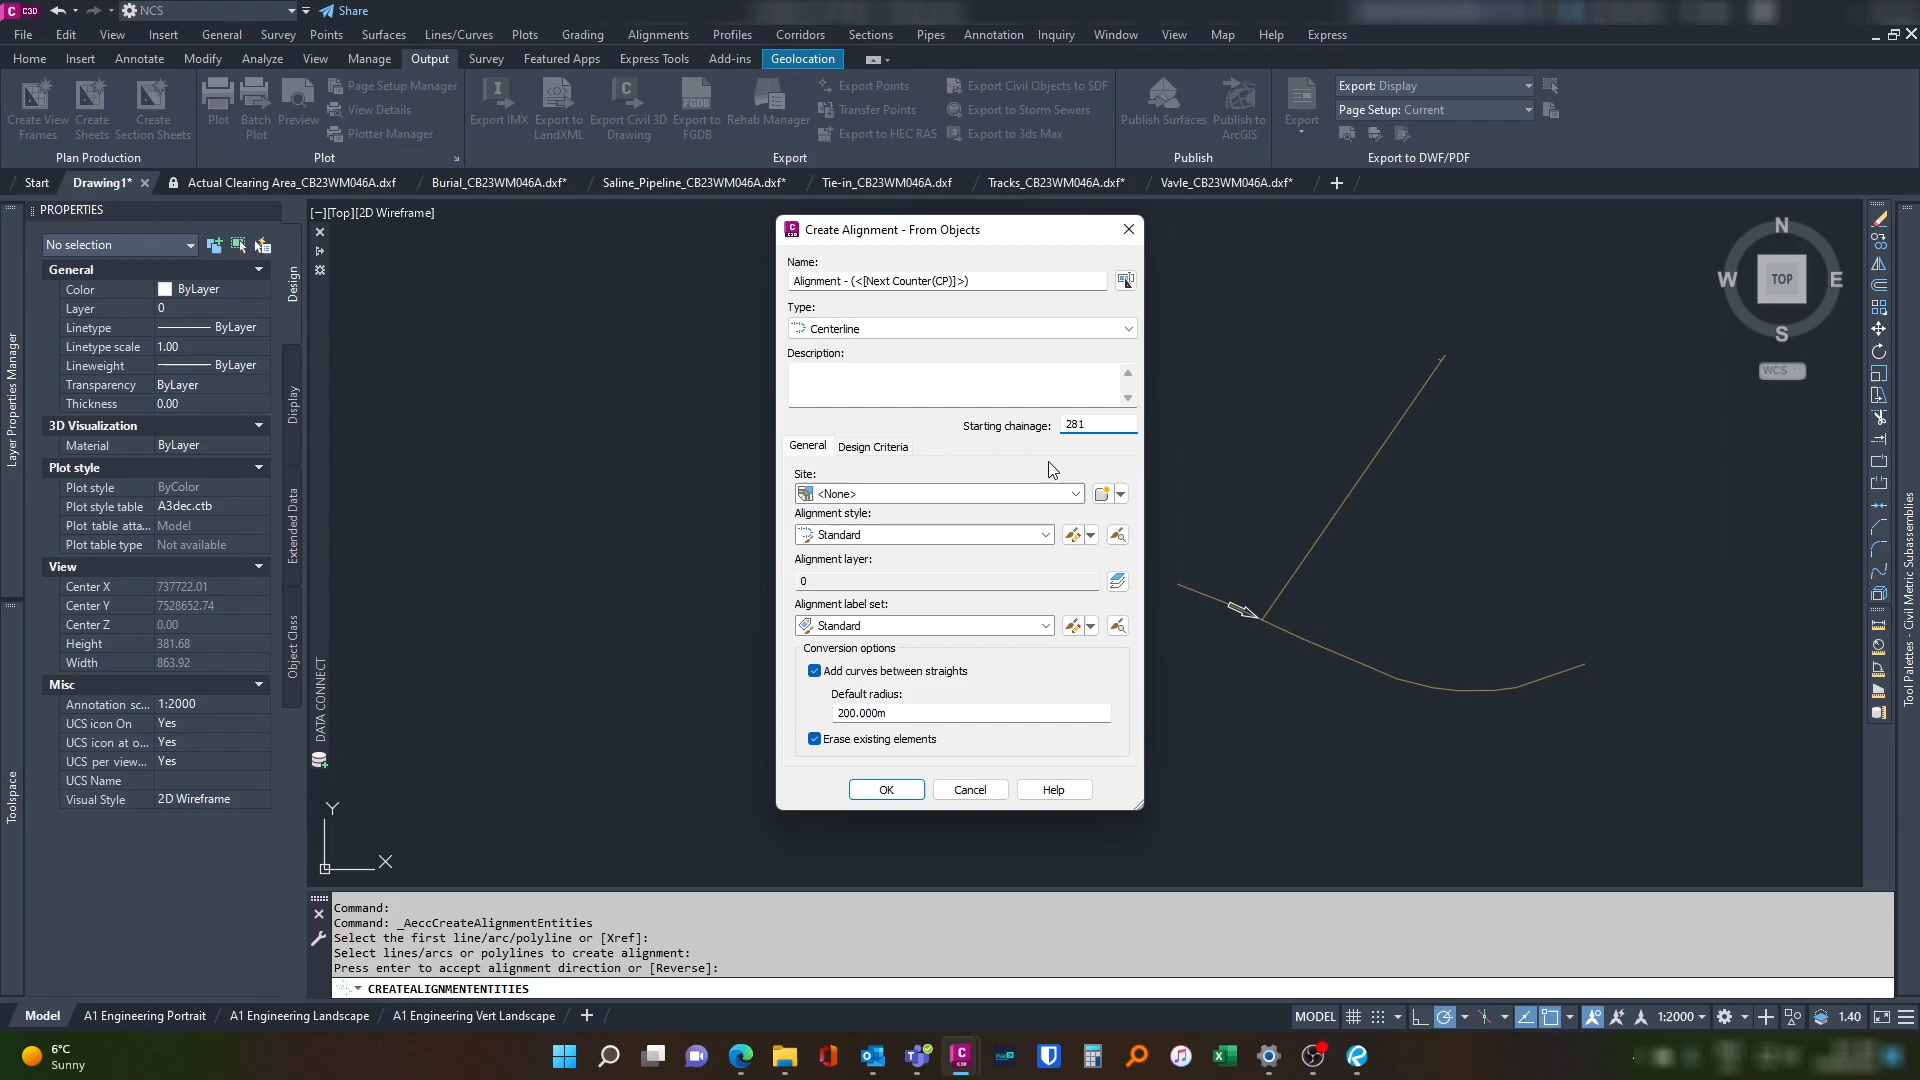 C3D NCS Share
File Edit View Insert General Survey Points Surfaces Lines/Curves Plots Grading Alignments Profiles Corridors Sections Pipes Annotation Inquiry Window View Map Help Express
Home Insert Annotate Modify Analyze View Manage Output Survey Featured Apps Express Tools Add-ins Geolocation
Create View Frames
Create Sheets
Create Section Sheets
Plan Production
Plot
Batch Plot
Preview
Page Setup Manager
View Details
Plotter Manager
Plot
Export IMX
Export to LandXML
Export Civil 3D Drawing
Export to FGDB
Rehab Manager
Export Points
Transfer Points
Export to HEC RAS
Export Civil Objects to SDF
Export to Storm Sewers
Export to 3ds Max
Export
Publish Surfaces
Publish to ArcGIS
Publish
Export
Export: Display
Page Setup: Current
Export to DWF/PDF
Start Drawing1* Actual Clearing Area_CB23WM046A.dxf Burial_CB23WM046A.dxf* Saline_Pipeline_CB23WM046A.dxf* Tie-in_CB23WM046A.dxf Tracks_CB23WM046A.dxf* Vavle_CB23WM046A.dxf*
Layer Properties Manager
Toolspace
PROPERTIES
No selection
General
Color ByLayer
Layer 0
Linetype ByLayer
Linetype scale 1.00
Lineweight ByLayer
Transparency ByLayer
Thickness 0.00
3D Visualization
Material ByLayer
Plot style
Plot style ByColor
Plot style table A3dec.ctb
Plot table atta... Model
Plot table type Not available
View
Center X 737722.01
Center Y 7528652.74
Center Z 0.00
Height 381.68
Width 863.92
Misc
Annotation sc... 1:2000
UCS icon On Yes
UCS icon at o... Yes
UCS per view... Yes
UCS Name
Visual Style 2D Wireframe
Design
Display
Extended Data
Object Class
DATA CONNECT
[−][Top][2D Wireframe]
Create Alignment - From Objects
Name:
Alignment - (<[Next Counter(CP)]>)
Type:
Centerline
Description:
Starting chainage: 281
General Design Criteria
Site:
<None>
Alignment style:
Standard
Alignment layer:
0
Alignment label set:
Standard
Conversion options
Add curves between straights
Default radius:
200.000m
Erase existing elements
OK Cancel Help
N
W TOP E
S
WCS
Y
X
Tool Palettes - Civil Metric Subassemblies
Command:
Command: _AeccCreateAlignmentEntities
Select the first line/arc/polyline or [Xref]:
Select lines/arcs or polylines to create alignment:
Press enter to accept alignment direction or [Reverse]:
CREATEALIGNMENTENTITIES
Model A1 Engineering Portrait A1 Engineering Landscape A1 Engineering Vert Landscape
MODEL 1:2000 1.40
6°C
Sunny